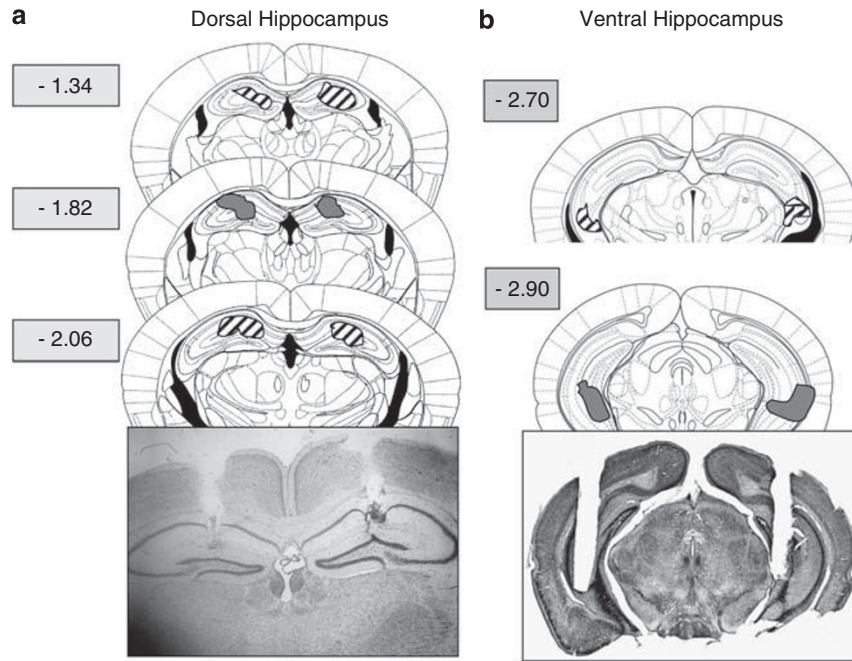 a
Dorsal Hippocampus
- 1.34
- 1.82
- 2.06
b
Ventral Hippocampus
- 2.70
- 2.90